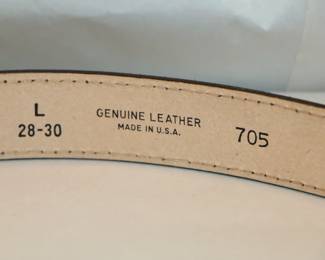 L
28-30
GENUINE LEATHER
MADE IN U.S.A.
705